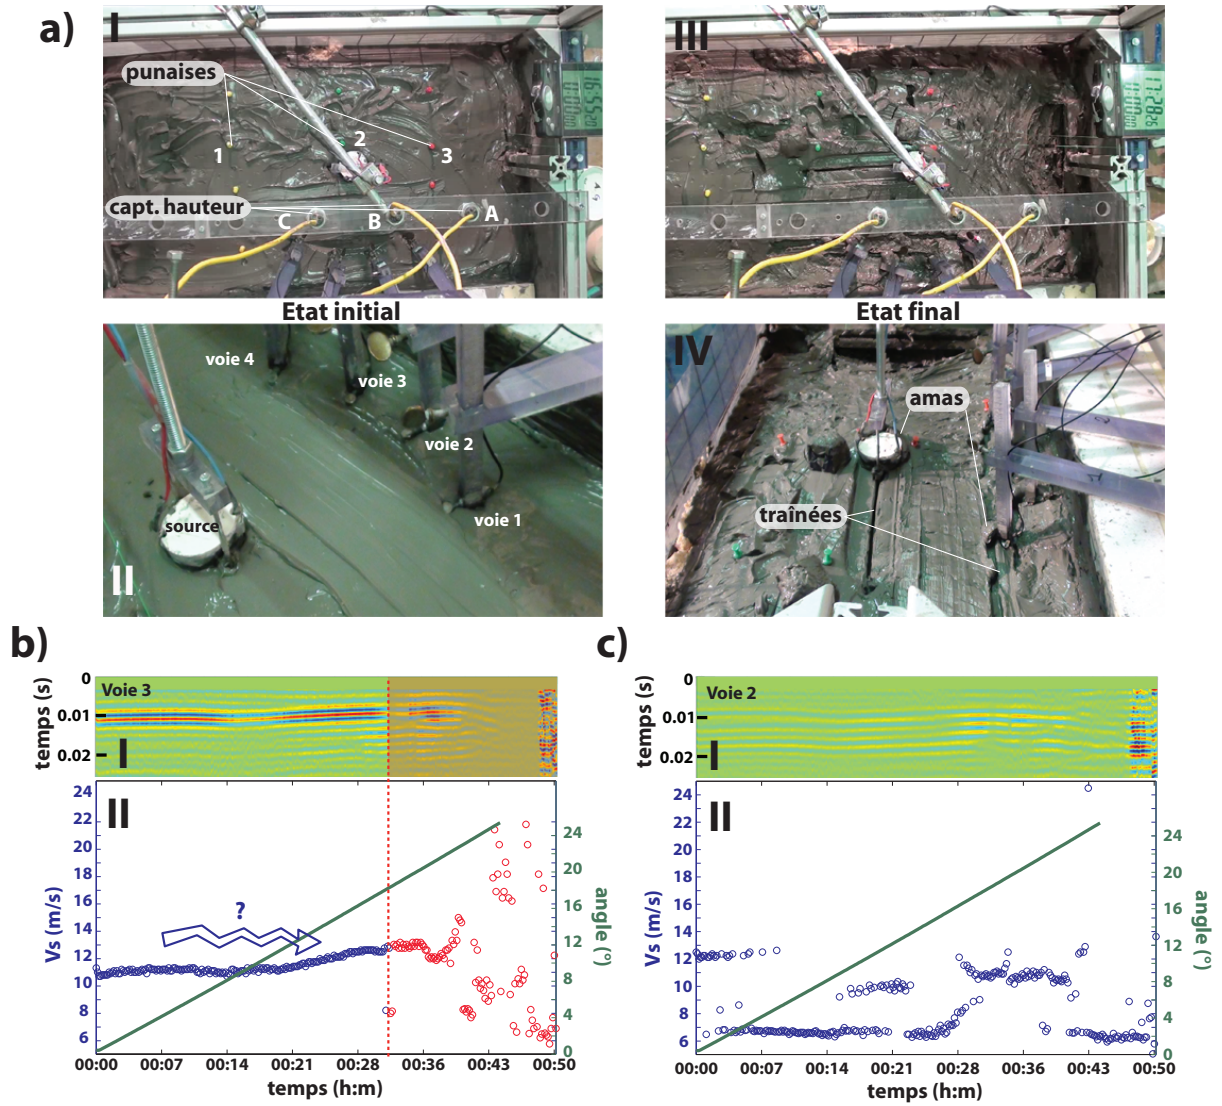 a)
I
punaises
1
2
3
capt. hauteur
C
B
A
III
Etat initial
Etat final
voie 4
voie 3
voie 2
voie 1
source
II
IV
amas
traînées
b)
temps (s)
0
0.01
0.02
Voie 3
I
II
?
Vs (m/s)
24
22
20
18
16
14
12
10
8
6
angle (°)
24
20
16
12
8
4
0
00:00 00:07 00:14 00:21 00:28 00:36 00:43 00:50
temps (h:m)
c)
temps (s)
0
0.01
0.02
Voie 2
I
II
Vs (m/s)
24
22
20
18
16
14
12
10
8
6
angle (°)
24
20
16
12
8
4
0
00:00 00:07 00:14 00:21 00:28 00:36 00:43 00:50
temps (h:m)